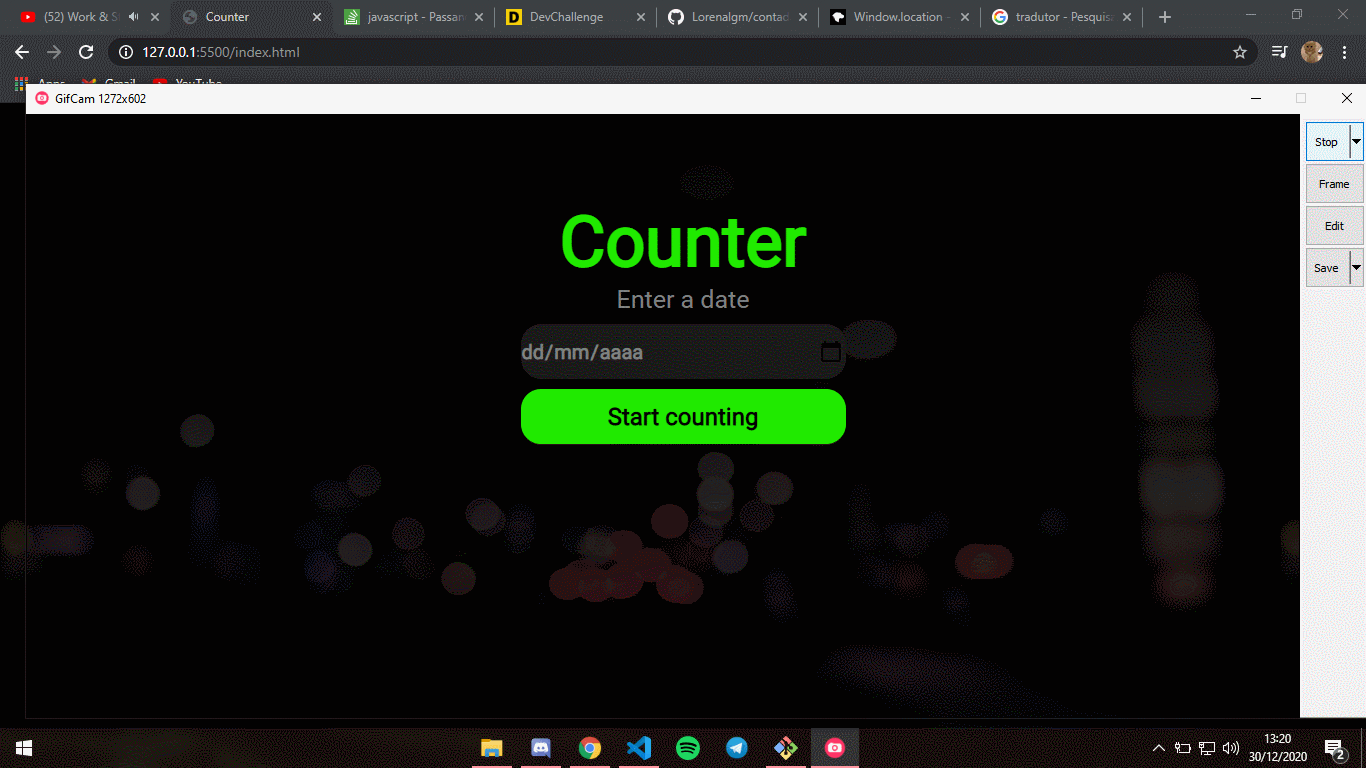 (52) Work & S
Counter
javascript - Passan
DevChallenge
Lorenalgm/contad
Window.location -
tradutor - Pesquisa
127.0.0.1:5500/index.html
Apps
Gmail
YouTube
GifCam 1272x602
Stop
Frame
Edit
Save
Counter
Enter a date
dd/mm/aaaa
Start counting
13:20
30/12/2020
2